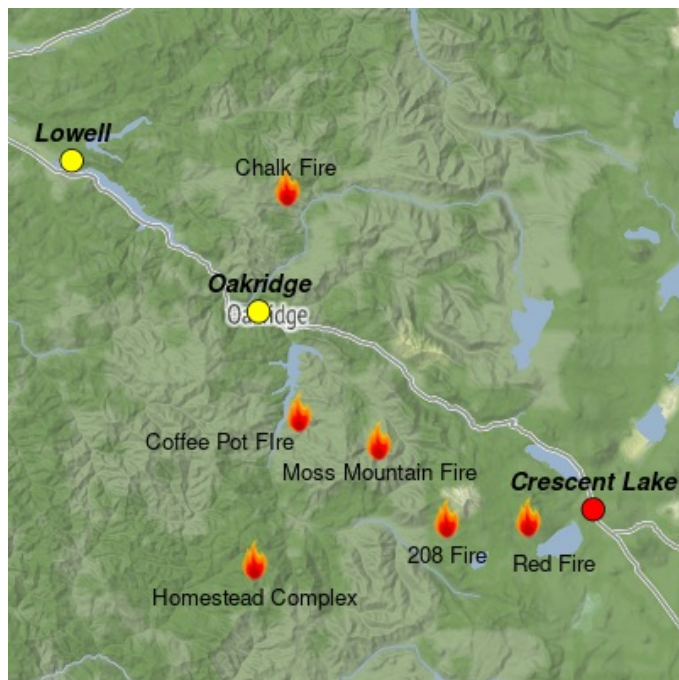 Lowell
Chalk Fire
Oakridge
Oakridge
Coffee Pot FIre
Moss Mountain Fire
Crescent Lake
208 Fire
Red Fire
Homestead Complex